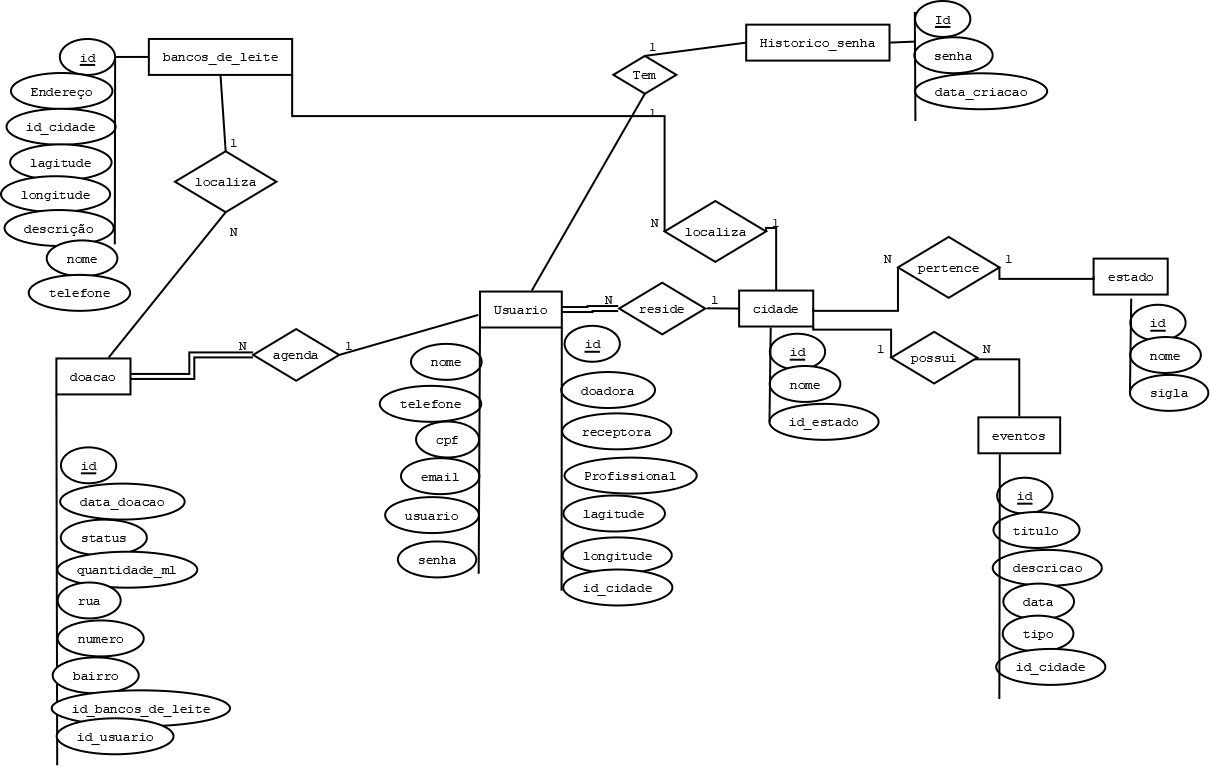 id
bancos_de_leite
Endereço
id_cidade
lagitude
longitude
descrição
nome
telefone
1
localiza
N
1
Tem
Historico_senha
Id
senha
data_criacao
1
N
localiza
1
N
pertence
1
estado
id
nome
sigla
Usuario
N
reside
1
cidade
id
nome
id_estado
1
possui
N
eventos
id
titulo
descricao
data
tipo
id_cidade
N
agenda
1
doacao
id
data_doacao
status
quantidade_ml
rua
numero
bairro
id_bancos_de_leite
id_usuario
nome
telefone
cpf
email
usuario
senha
id
doadora
receptora
Profissional
lagitude
longitude
id_cidade